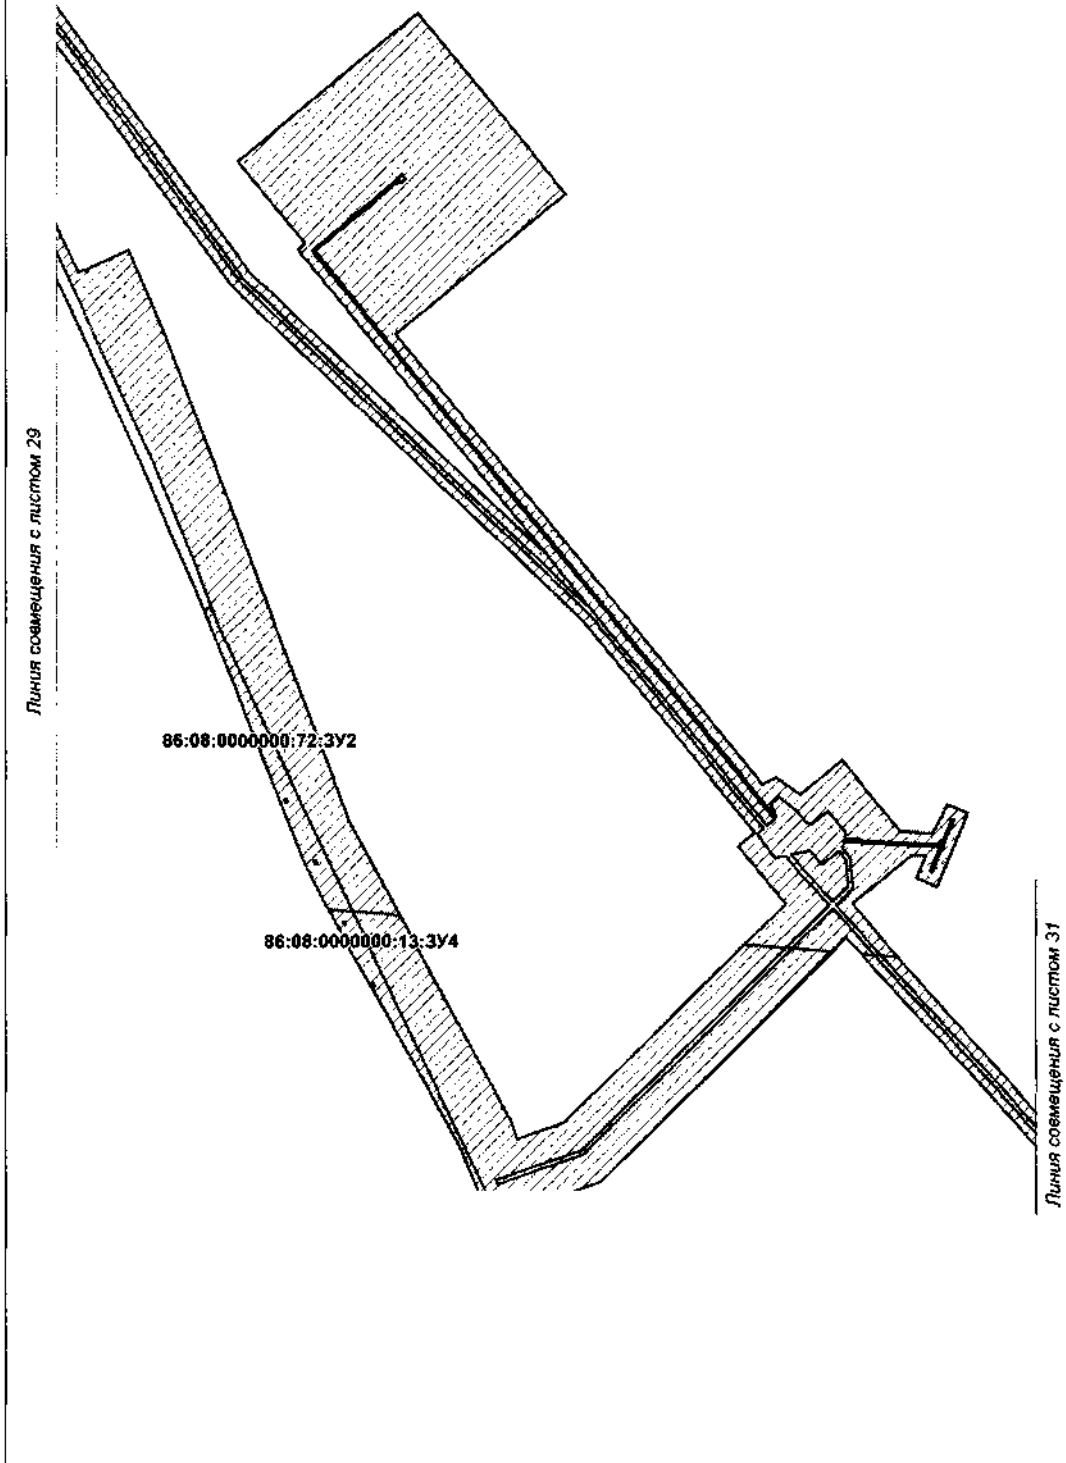 Линия совмещения с листом 29
86:08:0000000:72:ЗУ2
86:08:0000000:13:ЗУ4
Линия совмещения с листом 31